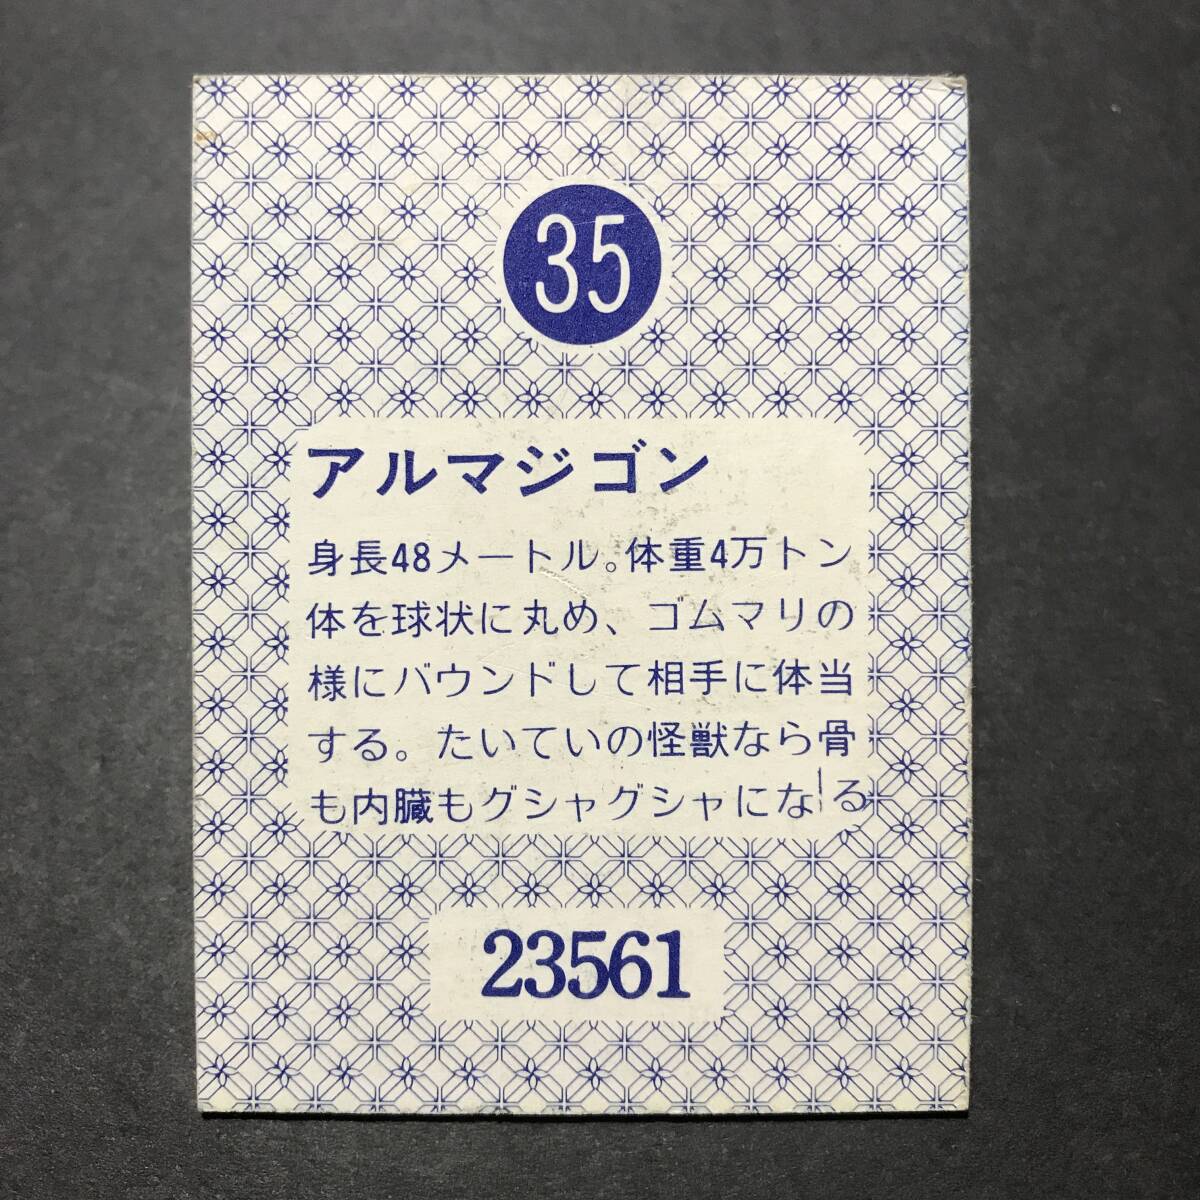 35
アルマジゴン
身長48メートル。体重4万トン
体を球状に丸め、ゴムマリの
様にバウンドして相手に体当
する。たいていの怪獣なら骨
も内臓もグシャグシャになる
23561